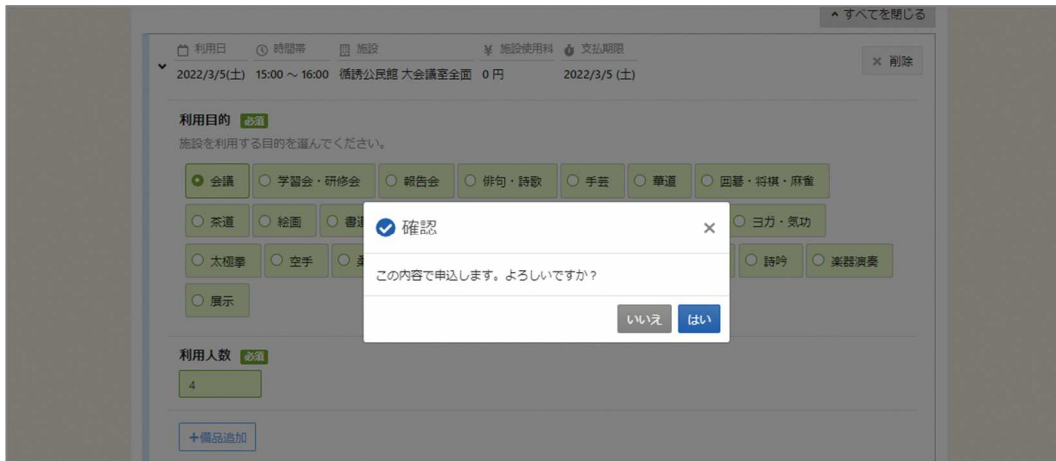 すべてを閉じる
利用日 時間帯 施設 ¥ 施設使用料 支払期限
2022/3/5(土) 15:00 ～ 16:00 循誘公民館 大会議室全面 0 円 2022/3/5 (土)
× 削除
利用目的 必須
施設を利用する目的を選んでください。
会議 学習会・研修会 報告会 俳句・詩歌 手芸 華道 囲碁・将棋・麻雀
茶道 絵画 ヨガ・気功
太極拳 空手 詩吟 楽器演奏
展示
確認 ×
この内容で申込します。よろしいですか？
いいえ はい
利用人数 必須
4
+備品追加